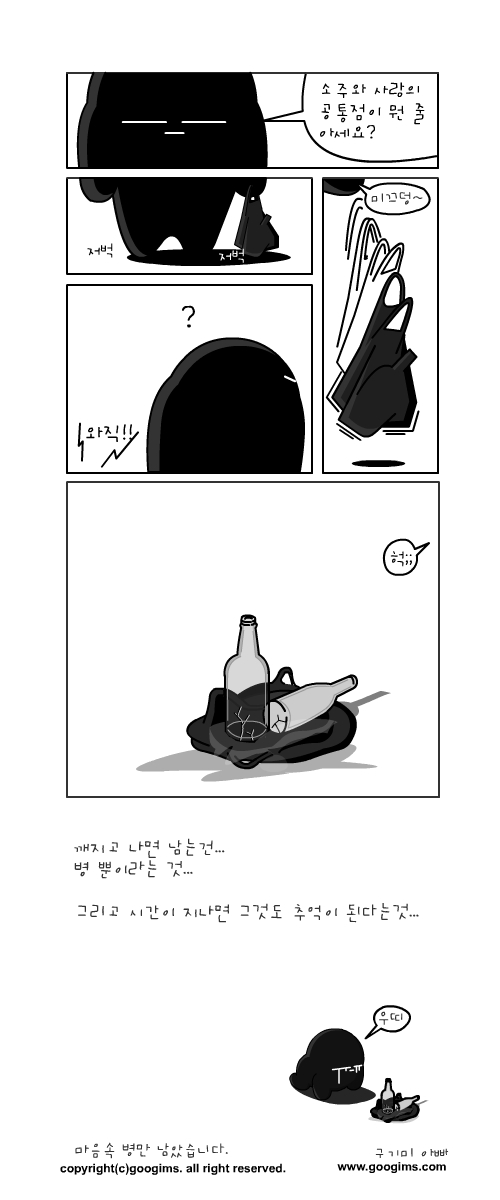 소주와 사랑의
공통점이 뭔 줄
아세요?
저벅
저벅
미끄덩~
?
와직!!
헉;;
깨지고 나면 남는건...
병 뿐이라는 것...
그리고 시간이 지나면 그것도 추억이 된다는것...
우띠
ㅜ-ㅠ
마음속 병만 남았습니다.
구기미 아빠
copyright(c)googims. all right reserved.
www.googims.com